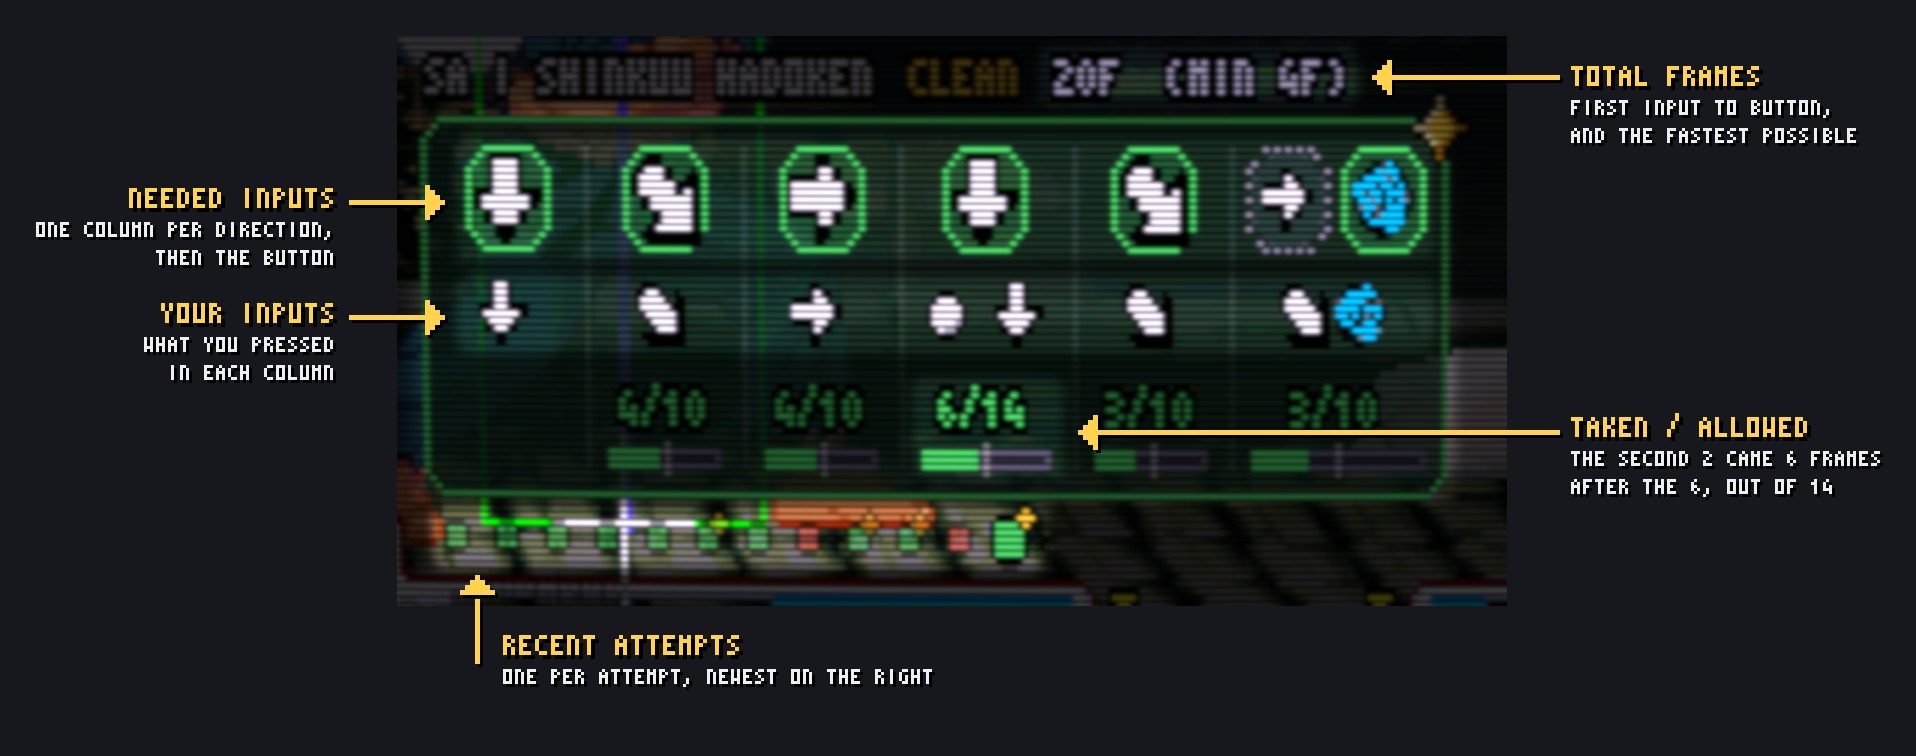 SA 1 SHINKUU HADOKEN CLEAN 20F (MIN 4F)
TOTAL FRAMES
FIRST INPUT TO BUTTON,
AND THE FASTEST POSSIBLE
NEEDED INPUTS
ONE COLUMN PER DIRECTION,
THEN THE BUTTON
YOUR INPUTS
WHAT YOU PRESSED
IN EACH COLUMN
4/10 4/10 6/14 3/10 3/10
TAKEN / ALLOWED
THE SECOND 2 CAME 6 FRAMES
AFTER THE 6, OUT OF 14
RECENT ATTEMPTS
ONE PER ATTEMPT, NEWEST ON THE RIGHT